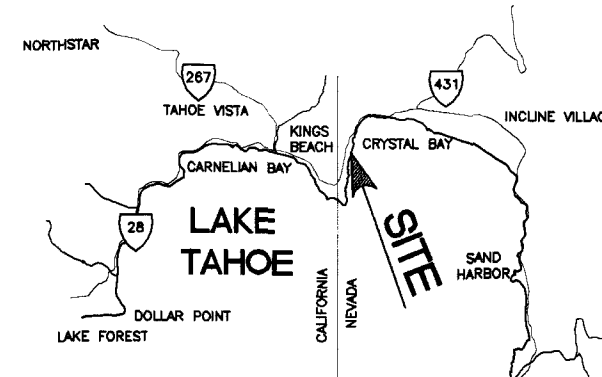 NORTHSTAR
267
TAHOE VISTA
431
INCLINE VILLAG
KINGS
BEACH
CRYSTAL BAY
CARNELIAN BAY
28
LAKE
TAHOE
SITE
SAND
HARBOR
CALIFORNIA
NEVADA
DOLLAR POINT
LAKE FOREST